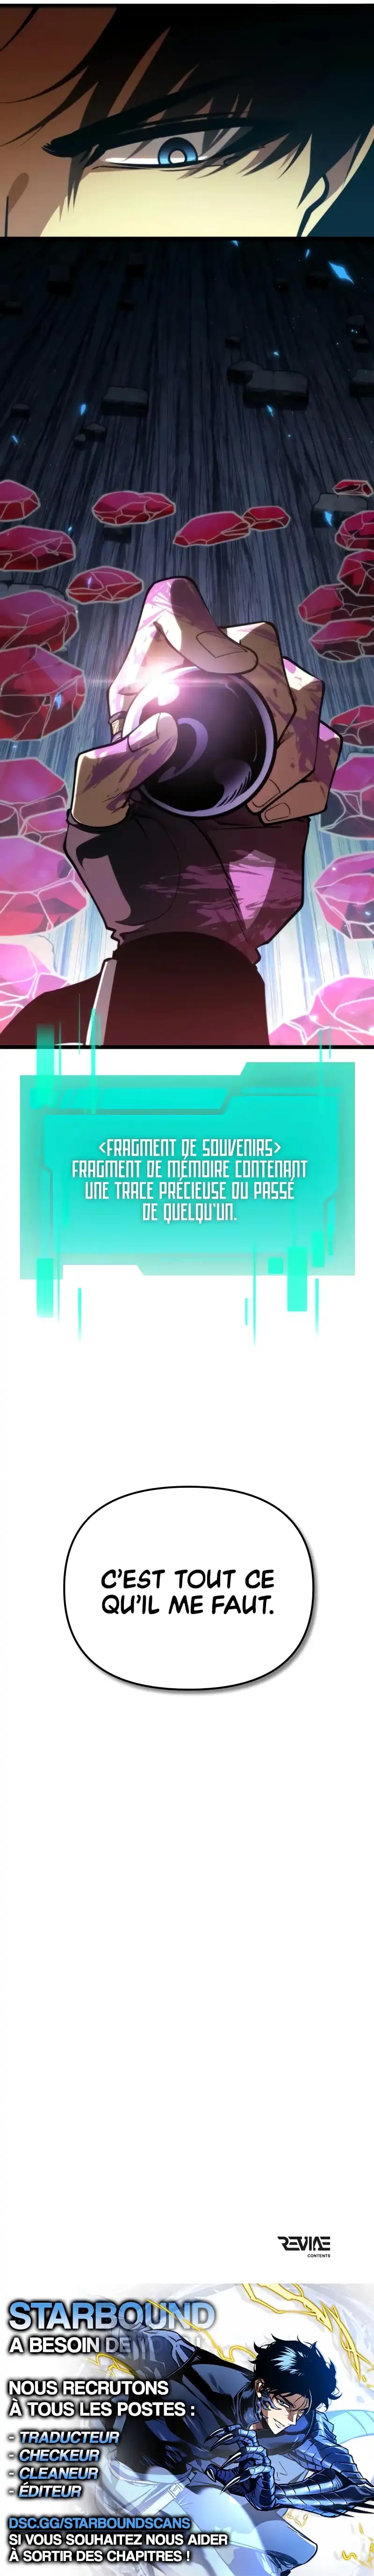 <FRAGMENT DE SOUVENIRS>
FRAGMENT DE MÉMOIRE CONTENANT
UNE TRACE PRÉCIEUSE DU PASSÉ
DE QUELQU'UN.
C'EST TOUT CE
QU'IL ME FAUT.
REVIAE
CONTENTS
STARBOUND
A BESOIN DE
NOUS RECRUTONS
À TOUS LES POSTES :
- TRADUCTEUR
- CHECKEUR
- CLEANEUR
- ÉDITEUR
DSC.GG/STARBOUNDSCANS
SI VOUS SOUHAITEZ NOUS AIDER
À SORTIR DES CHAPITRES !